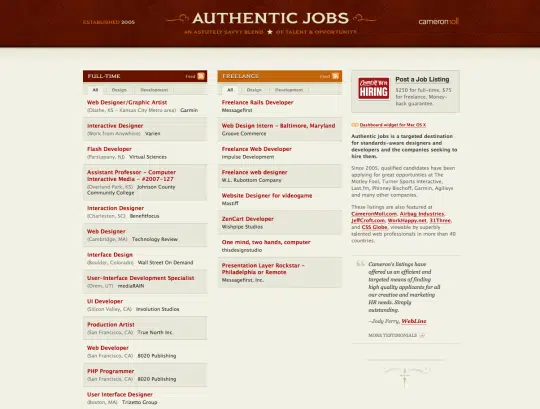 ESTABLISHED 2005
AUTHENTIC JOBS
AN ASTUTELY SAVVY BLEND ★ OF TALENT & OPPORTUNITY
cameronmoll
FULL-TIME
Feed
All Design Development
Web Designer/Graphic Artist
(Olathe, KS - Kansas City Metro area) Garmin
Interactive Designer
(Work from Anywhere) Varien
Flash Developer
(Parsippany, NJ) Virtual Sciences
Assistant Professor - Computer
Interactive Media - #2007-127
(Overland Park, KS) Johnson County
Community College
Interaction Designer
(Charleston, SC) Benefitfocus
Web Designer
(Cambridge, MA) Technology Review
Interface Design
(Boulder, Colorado) Wall Street On Demand
User-Interface Development Specialist
(Orem, UT) mediaRAIN
UI Developer
(Silicon Valley, CA) Involution Studios
Production Artist
(San Francisco, CA) True North Inc.
Web Developer
(San Francisco, CA) 8020 Publishing
PHP Programmer
(San Francisco, CA) 8020 Publishing
User Interface Designer
(Boston, MA) Trizetto Group
FREELANCE
Feed
All Design Development
Freelance Rails Developer
Messagefirst
Web Design Intern - Baltimore, Maryland
Groove Commerce
Freelance Web Developer
Impulse Development
Freelance web designer
W.L. Robottom Company
Website Designer for videogame
Mastiff
ZenCart Developer
Wishpipe Studios
One mind, two hands, computer
thisdesignstudio
Presentation Layer Rockstar -
Philadelphia or Remote
Messagefirst, Inc.
HIRING
Post a Job Listing
$250 for full-time, $75
for freelance. Money-
back guarantee.
Dashboard widget for Mac OS X
Authentic Jobs is a targeted destination
for standards-aware designers and
developers and the companies seeking to
hire them.
Since 2005, qualified candidates have been
applying for great opportunities at The
Motley Fool, Turner Sports Interactive,
Last.fm, Phinney Bischoff, Garmin, Agilays
and many other companies.
These listings are also featured at
CameronMoll.com, Airbag Industries,
JeffCroft.com, WorkHappy.net, 31Three,
and CSS Globe, viewable by superbly
talented web professionals in more than 40
countries.
“ Cameron's listings have
offered us an efficient and
targeted means of finding
high quality applicants for all
our creative and marketing
HR needs. Simply
outstanding.
—Jody Ferry, WebLinc
MORE TESTIMONIALS